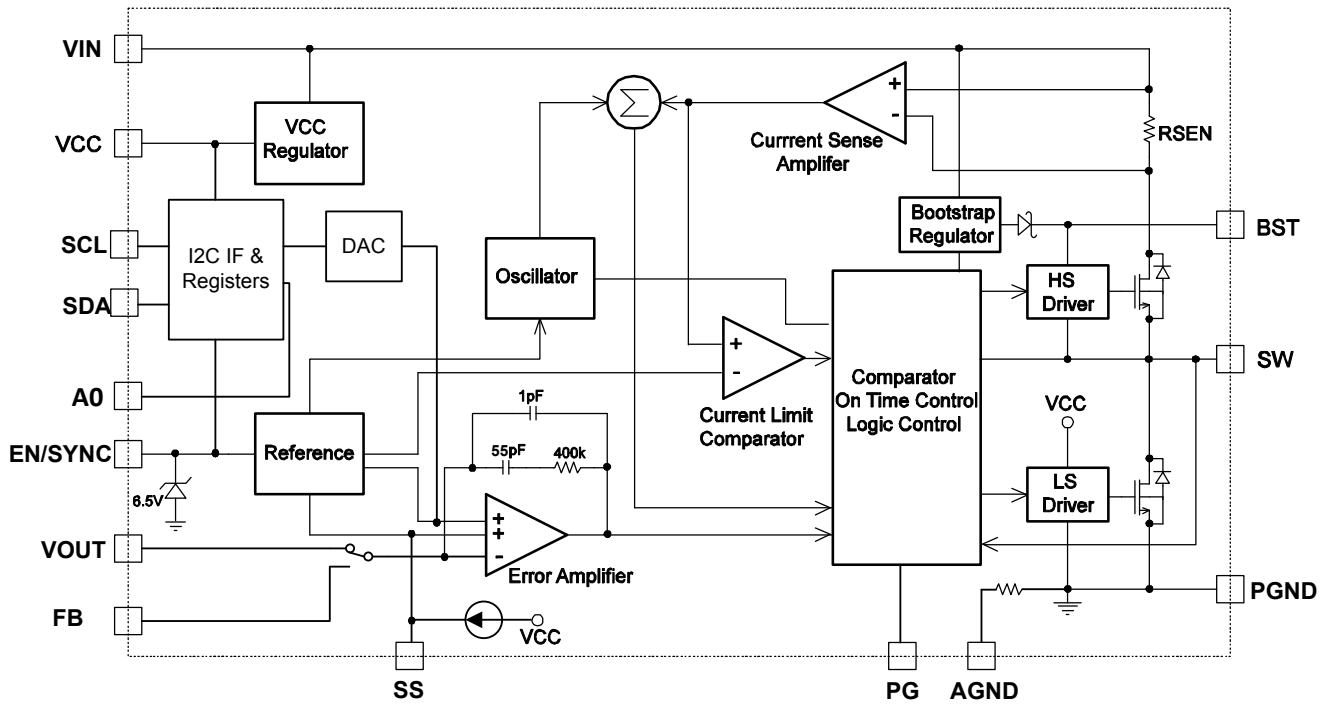 VIN
VCC
Regulator
VCC
SCL
SDA
I2C IF &
Registers
DAC
A0
EN/SYNC
6.5V
Reference
VOUT
FB
Σ
Oscillator
+
-
Currrent Sense
Amplifer
RSEN
Bootstrap
Regulator
BST
HS
Driver
SW
+
-
Current Limit
Comparator
Comparator
On Time Control
Logic Control
1pF
55pF
400k
+
+
-
Error Amplifier
VCC
VCC
LS
Driver
PGND
SS
PG
AGND